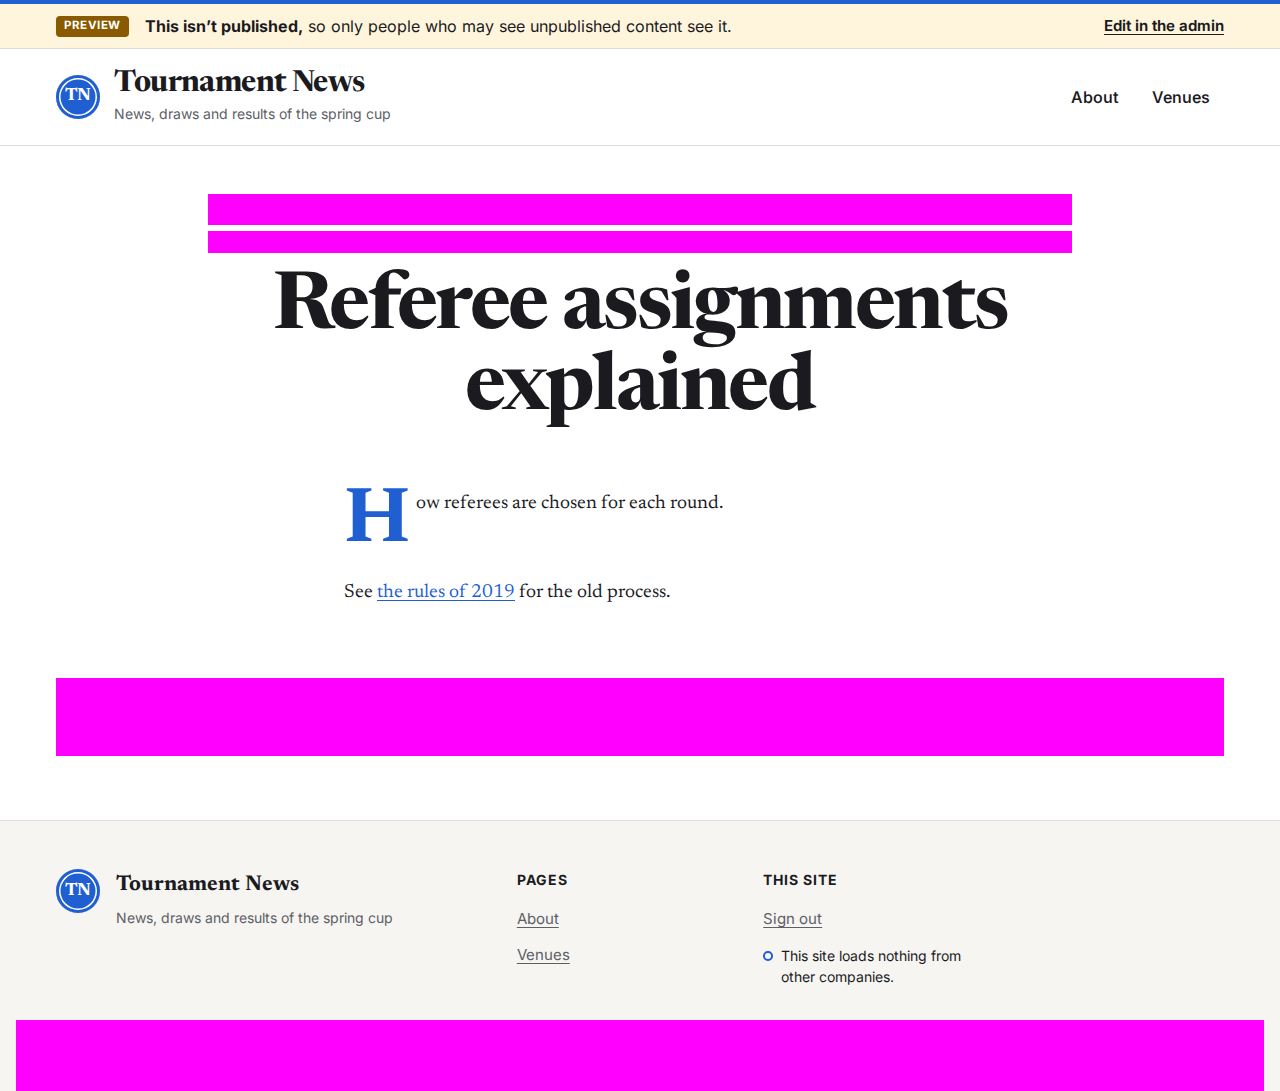 PREVIEW This isn’t published, so only people who may see unpublished content see it. Edit in the admin
TN Tournament News
News, draws and results of the spring cup
About Venues
Referee assignments
explained
How referees are chosen for each round.
See the rules of 2019 for the old process.
TN Tournament News
News, draws and results of the spring cup
PAGES
About
Venues
THIS SITE
Sign out
This site loads nothing from
other companies.